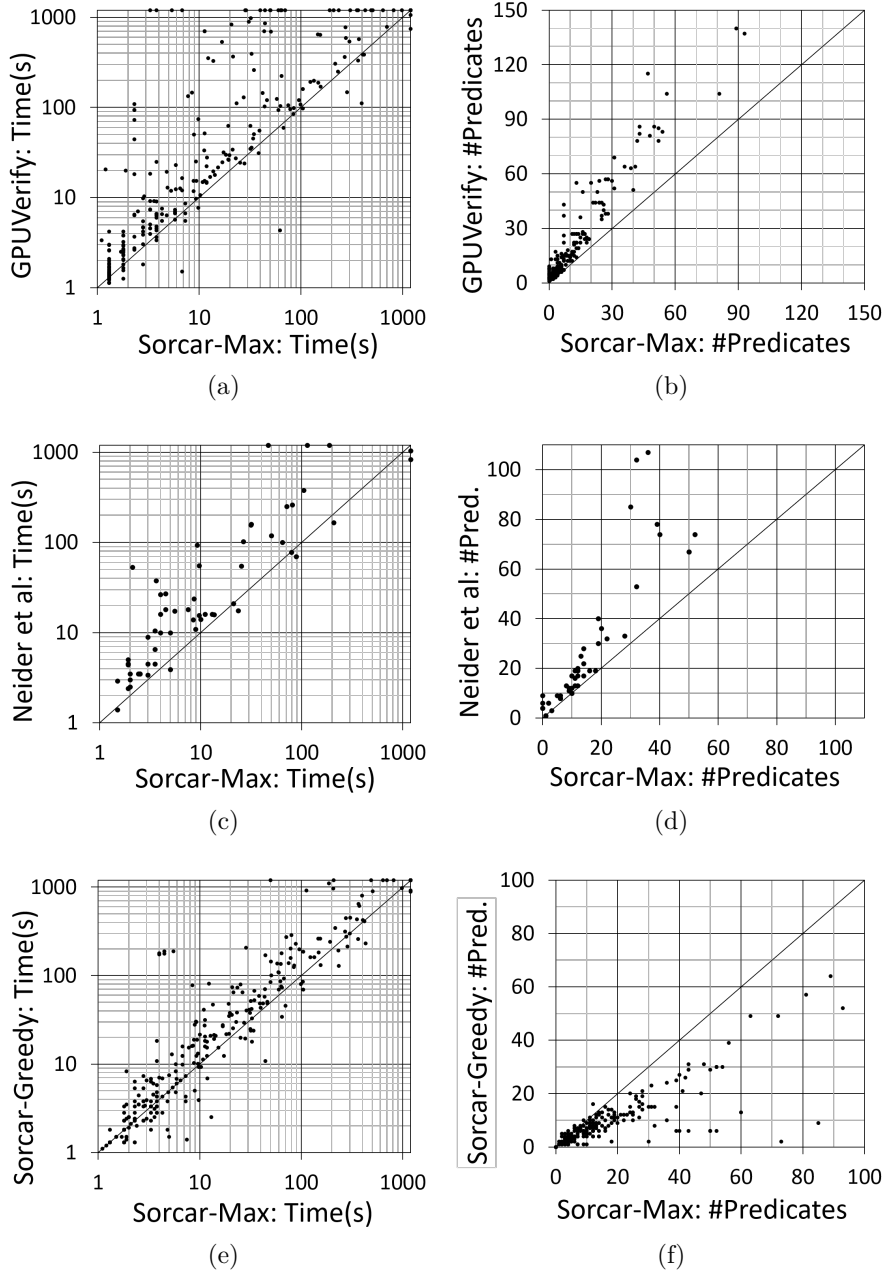 GPUVerify: Time(s)
1000
100
10
1
1 10 100 1000
Sorcar-Max: Time(s)
(a)
GPUVerify: #Predicates
150
120
90
60
30
0
0 30 60 90 120 150
Sorcar-Max: #Predicates
(b)
Neider et al: Time(s)
1000
100
10
1
1 10 100 1000
Sorcar-Max: Time(s)
(c)
Neider et al: #Pred.
100
80
60
40
20
0
0 20 40 60 80 100
Sorcar-Max: #Predicates
(d)
Sorcar-Greedy: Time(s)
1000
100
10
1
1 10 100 1000
Sorcar-Max: Time(s)
(e)
Sorcar-Greedy: #Pred.
100
80
60
40
20
0
0 20 40 60 80 100
Sorcar-Max: #Predicates
(f)